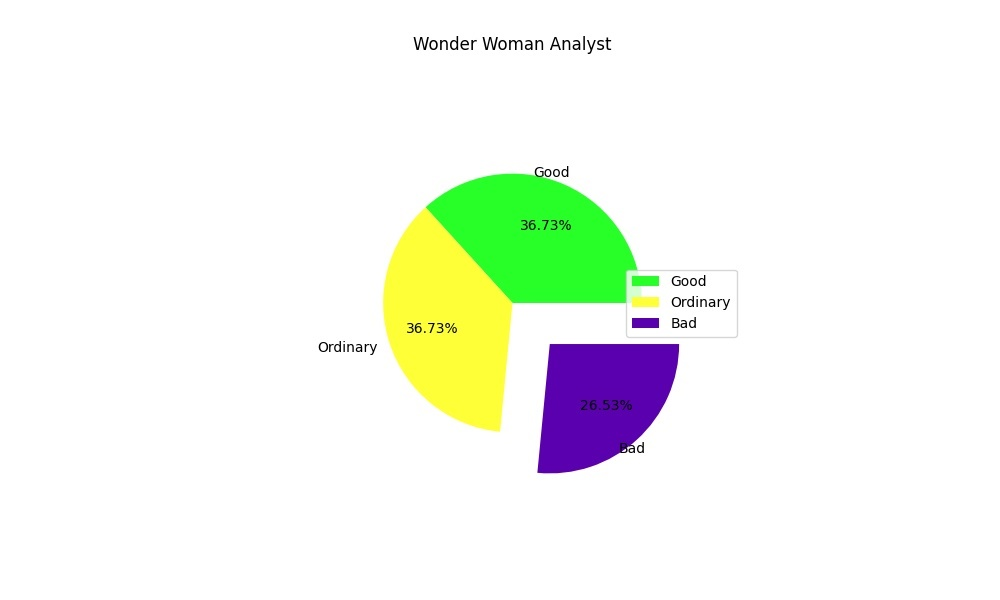 Wonder Woman Analyst
Good
36.73%
36.73%
Ordinary
26.53%
Bad
Good
Ordinary
Bad